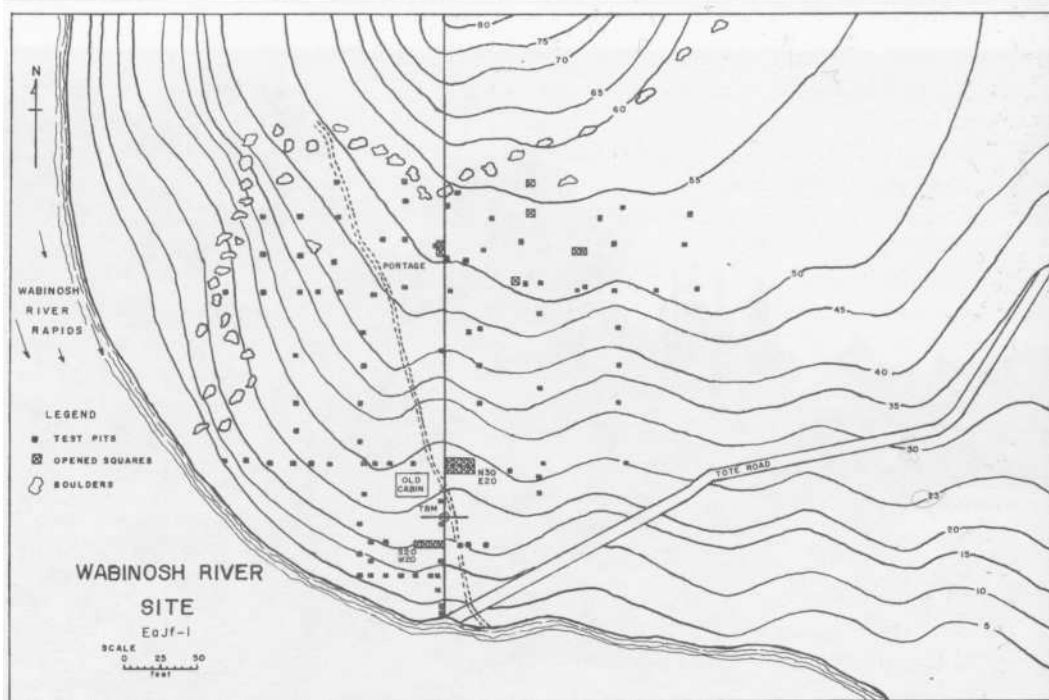 80
75
70
65
60
55
50
45
40
35
30
25
20
15
10
5
N
PORTAGE
WABINOSH
RIVER
RAPIDS
LEGEND
TEST PITS
OPENED SQUARES
BOULDERS
OLD
CABIN
N30
E20
TBM
S20
W20
TOTE ROAD
WABINOSH RIVER
SITE
EaJf-1
SCALE
0 25 50
feet